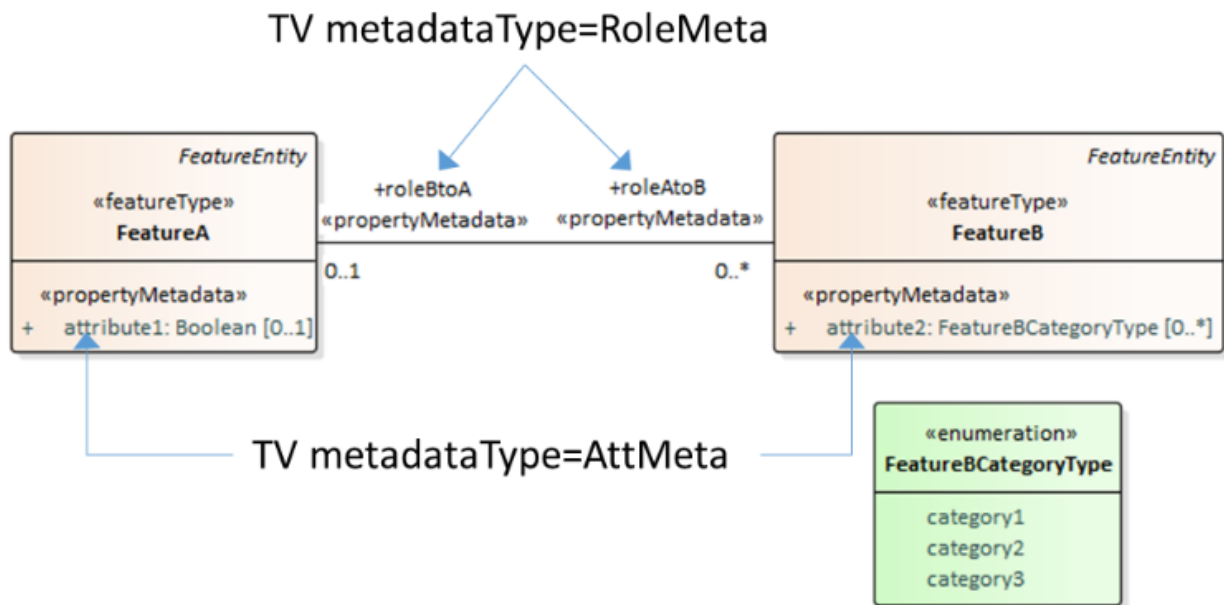 TV metadataType=RoleMeta
FeatureEntity
«featureType»
FeatureA
«propertyMetadata»
+ attribute1: Boolean [0..1]
+roleBtoA
«propertyMetadata»
0..1
+roleAtoB
«propertyMetadata»
0..*
FeatureEntity
«featureType»
FeatureB
«propertyMetadata»
+ attribute2: FeatureBCategoryType [0..*]
TV metadataType=AttMeta
«enumeration»
FeatureBCategoryType
category1
category2
category3